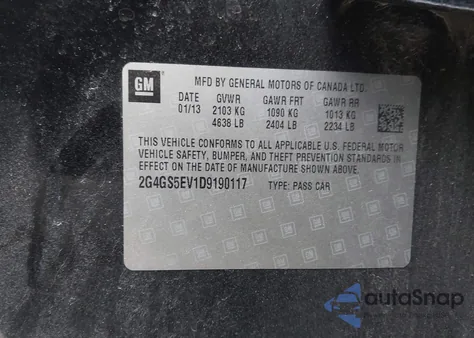 GM
MFD BY GENERAL MOTORS OF CANADA LTD.
DATE GVWR GAWR FRT GAWR RR
01/13 2103 KG 1090 KG 1013 KG
4638 LB 2404 LB 2234 LB
THIS VEHICLE CONFORMS TO ALL APPLICABLE U.S. FEDERAL MOTOR
VEHICLE SAFETY, BUMPER, AND THEFT PREVENTION STANDARDS IN
EFFECT ON THE DATE OF MANUFACTURE SHOWN ABOVE.
2G4GS5EV1D9190117 TYPE: PASS CAR
autaSnap